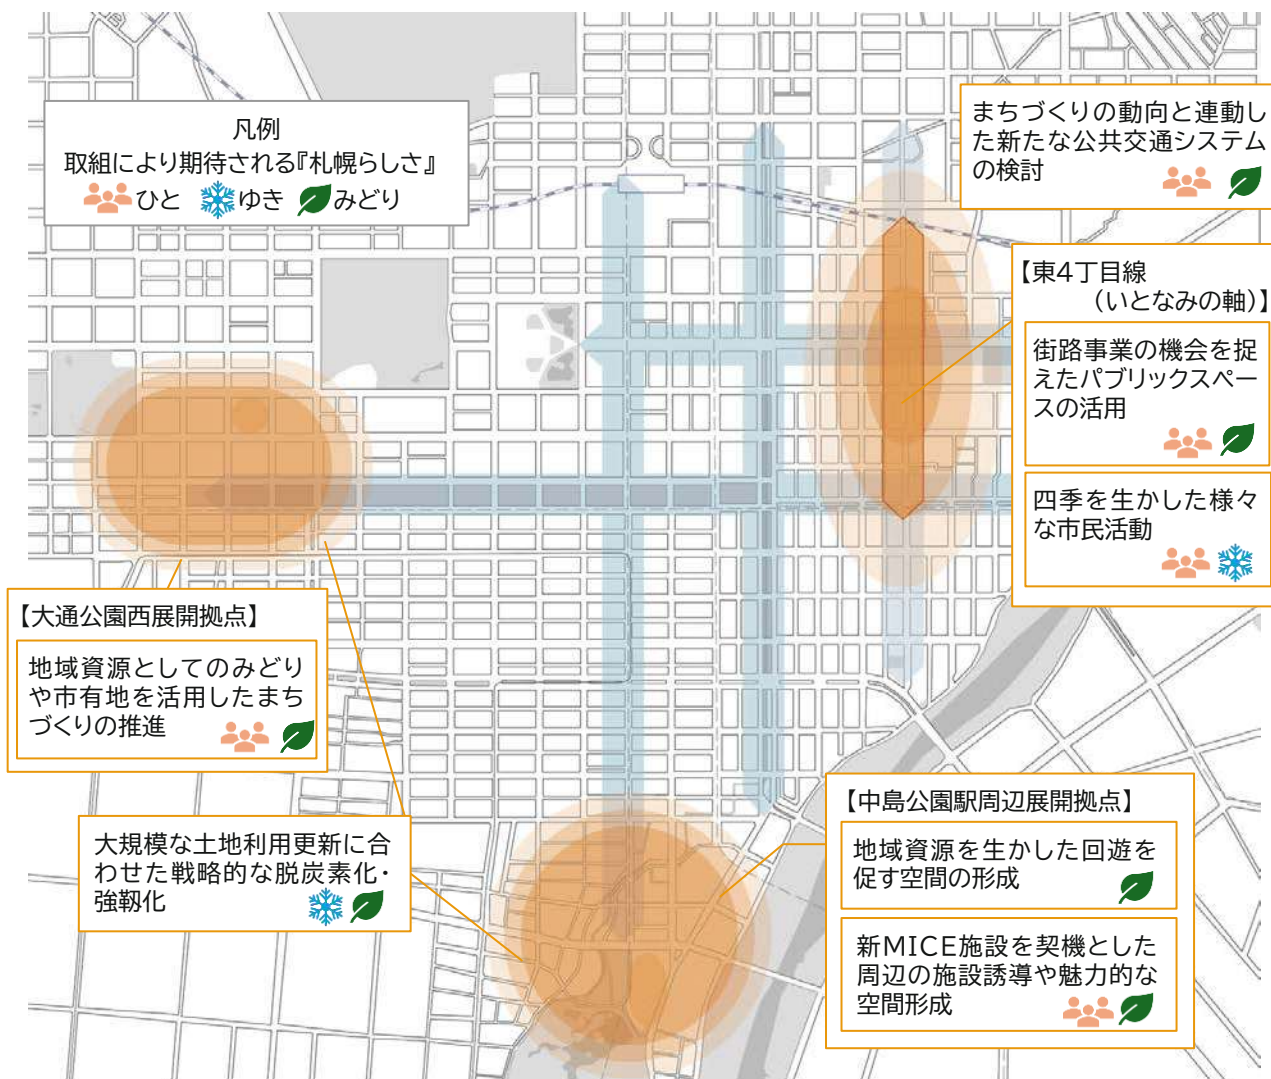 凡例
取組により期待される『札幌らしさ』
ひと ゆき みどり
まちづくりの動向と連動し
た新たな公共交通システム
の検討
【東4丁目線
（いとなみの軸）】
街路事業の機会を捉
えたパブリックスペー
スの活用
四季を生かした様々
な市民活動
【大通公園西展開拠点】
地域資源としてのみどり
や市有地を活用したまち
づくりの推進
大規模な土地利用更新に合
わせた戦略的な脱炭素化・
強靱化
【中島公園駅周辺展開拠点】
地域資源を生かした回遊を
促す空間の形成
新MICE施設を契機とした
周辺の施設誘導や魅力的な
空間形成